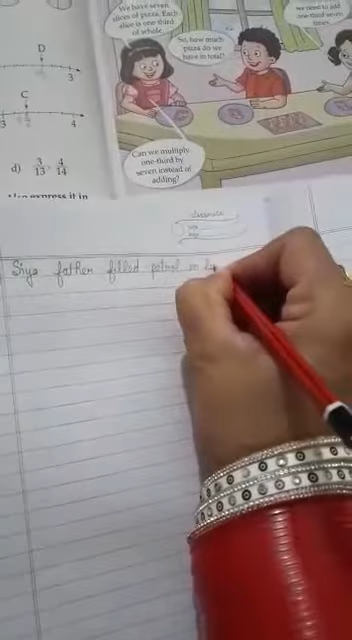 We have seven
slices of pizza. Each
slice is one third
of whole.
So, how much
pizza do we
have in total?
we need to add
one-third seven
times.
D
3
C
3 4
d) 3/13, 4/14
express it in
Can we multiply
one-third by
seven instead of
adding?
Siya father filled petrol in